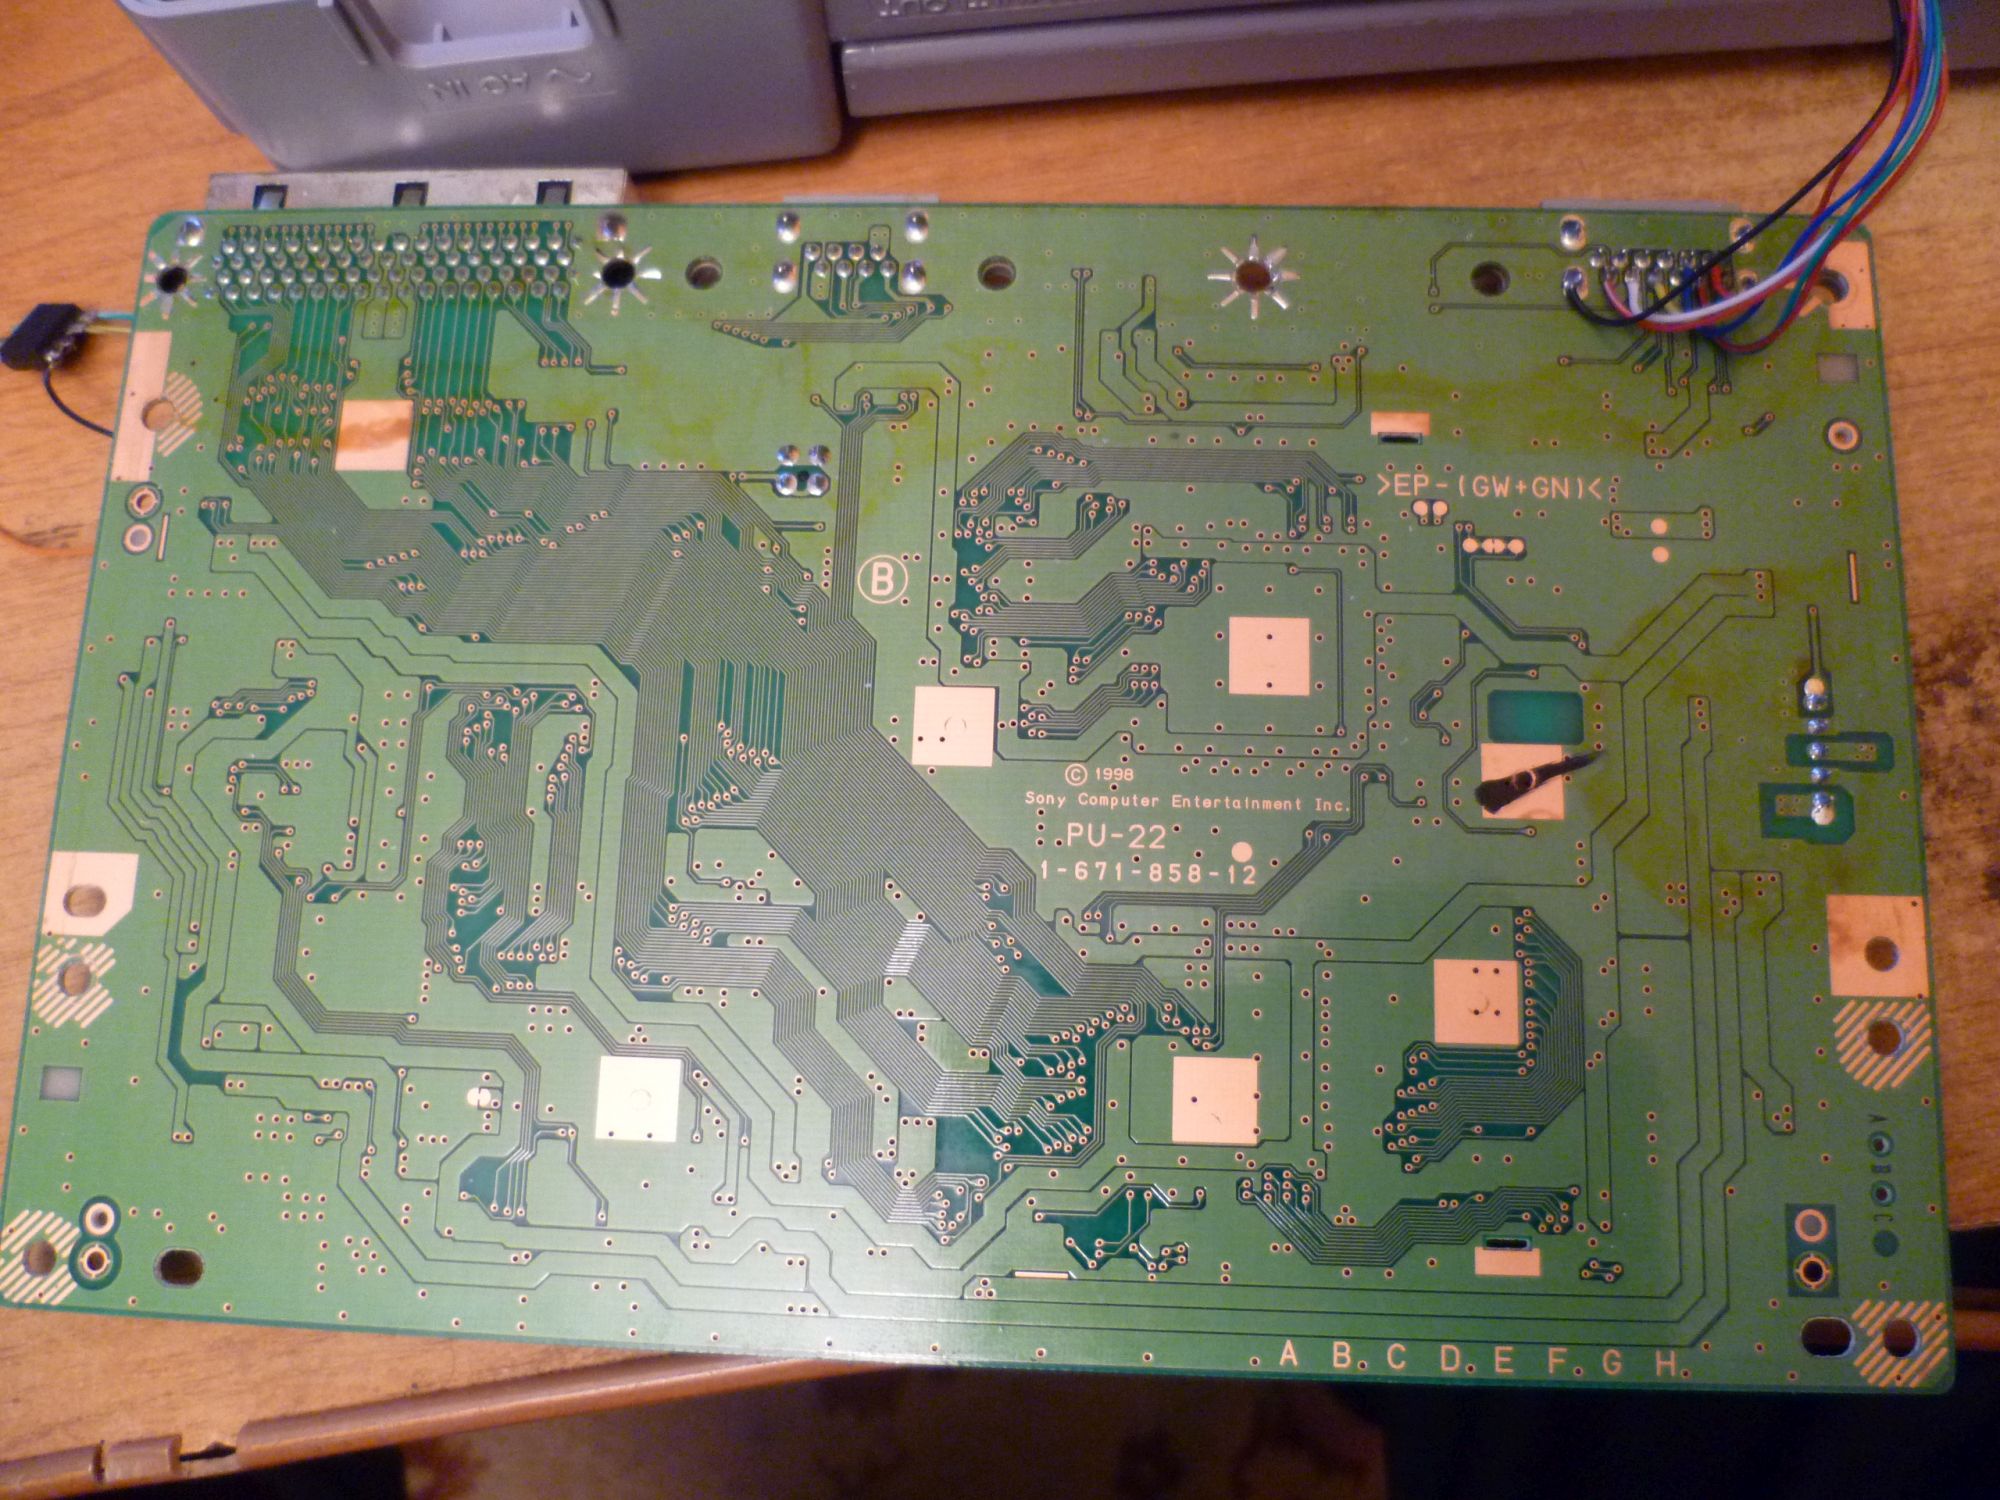 AC IN
>EP-(GW+GN)<
B
© 1998
Sony Computer Entertainment Inc.
PU-22
1-671-858-12
A
C
A B C D E F G H